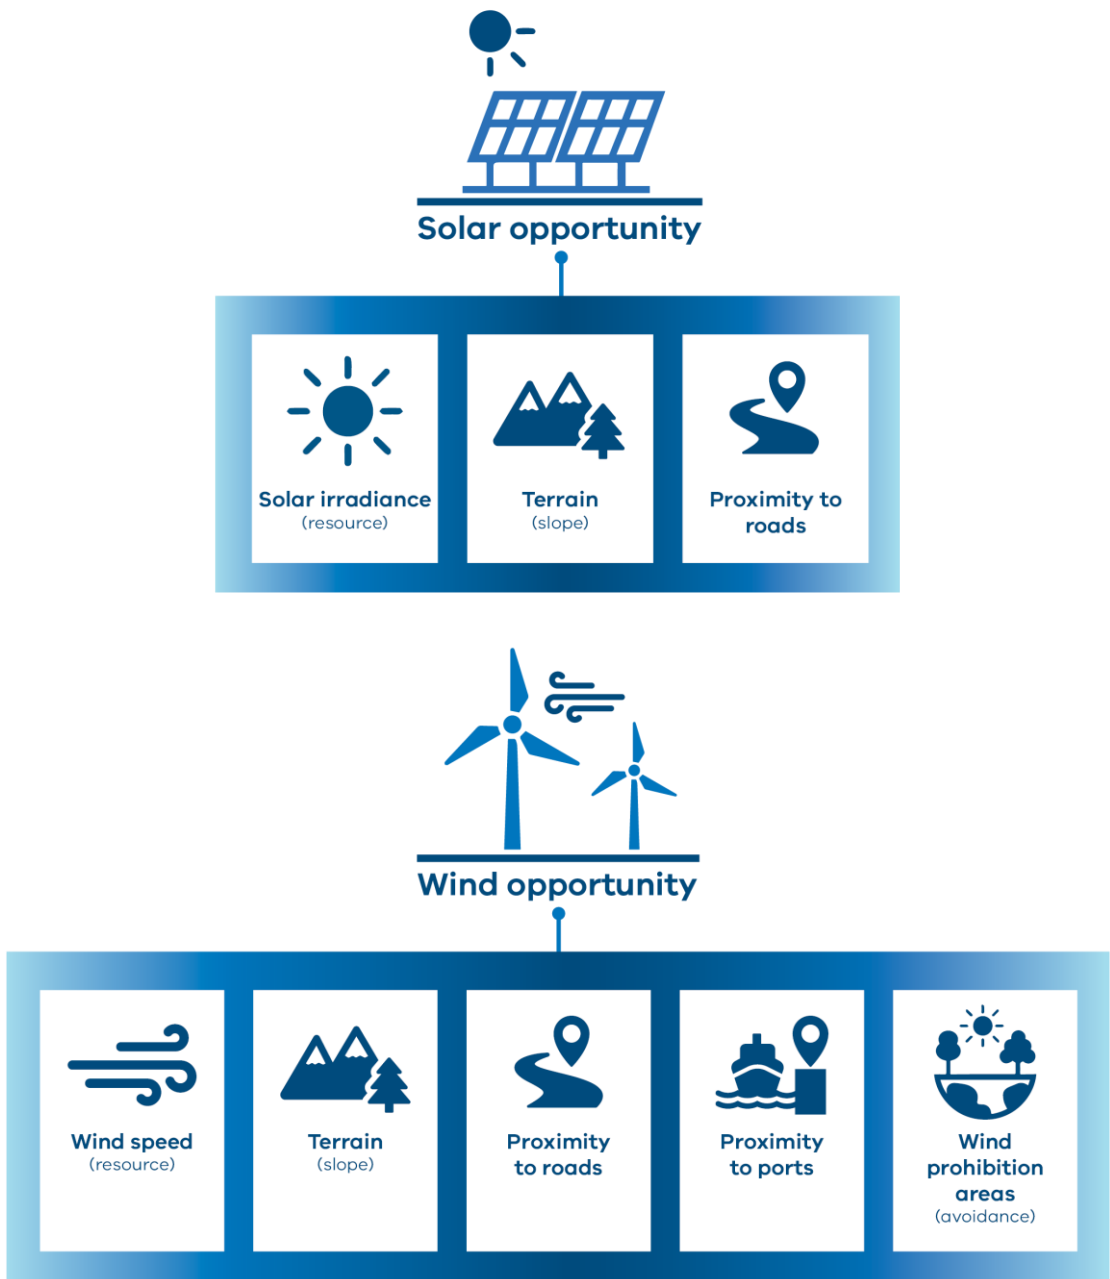 Solar opportunity
Solar irradiance
(resource)
Terrain
(slope)
Proximity to
roads
Wind opportunity
Wind speed
(resource)
Terrain
(slope)
Proximity
to roads
Proximity
to ports
Wind
prohibition
areas
(avoidance)